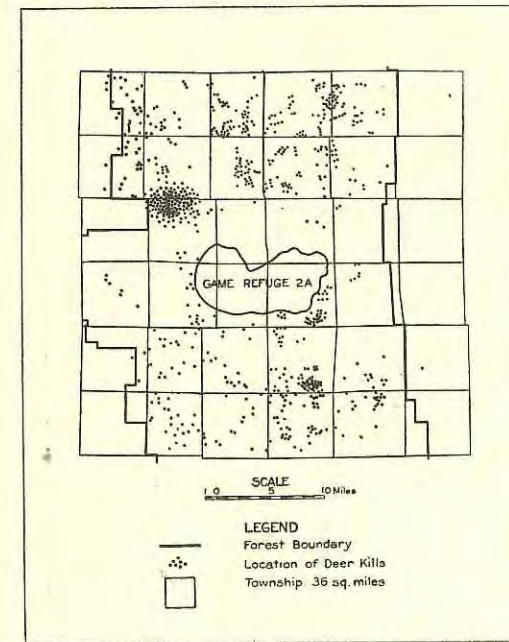 GAME REFUGE 2A
SCALE
1 0 5 10 Miles
LEGEND
Forest Boundary
Location of Deer Kills
Township 36 sq. miles